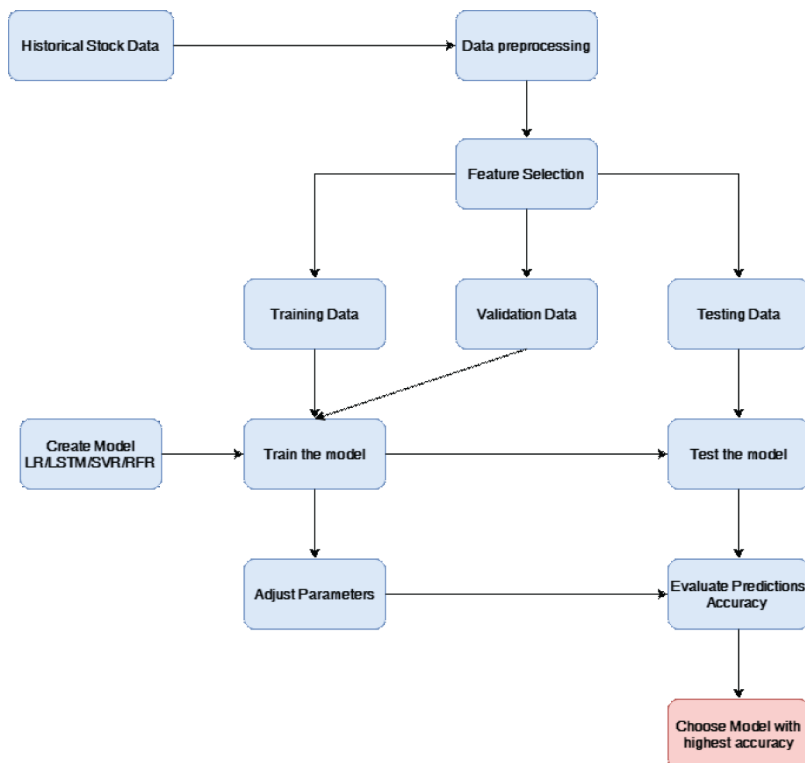 Historical Stock Data
Data preprocessing
Feature Selection
Training Data
Validation Data
Testing Data
Create Model
LR/LSTM/SVR/RFR
Train the model
Test the model
Adjust Parameters
Evaluate Predictions
Accuracy
Choose Model with
highest accuracy